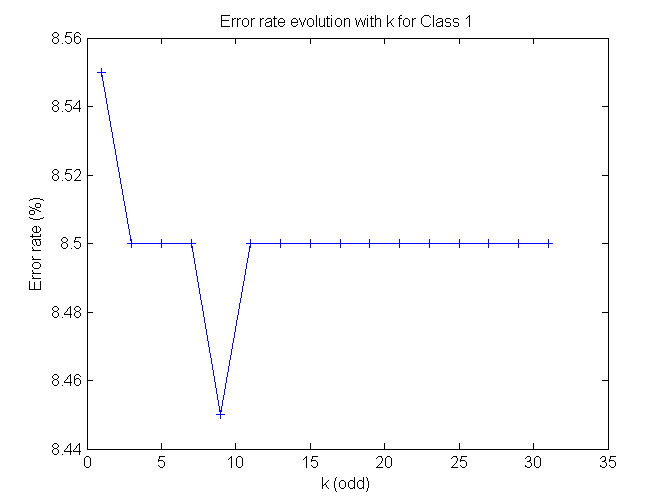 Error rate evolution with k for Class 1
8.56
8.54
8.52
8.5
8.48
8.46
8.44
Error rate (%)
0 5 10 15 20 25 30 35
k (odd)